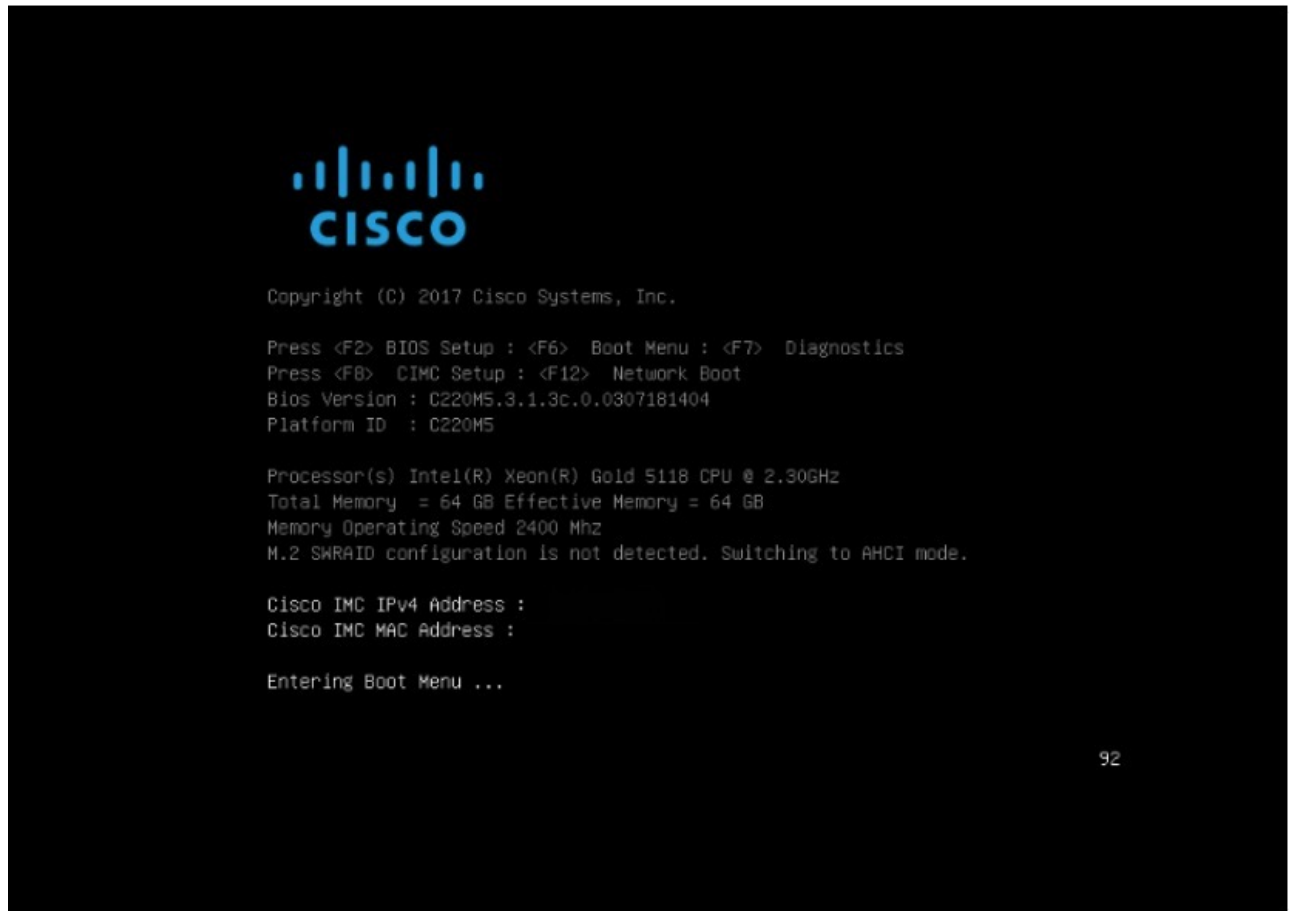 CISCO
Copyright (C) 2017 Cisco Systems, Inc.
Press <F2> BIOS Setup : <F6>  Boot Menu : <F7>  Diagnostics
Press <F8>  CIMC Setup : <F12>  Network Boot
Bios Version : C220M5.3.1.3c.0.0307181404
Platform ID  : C220M5
Processor(s) Intel(R) Xeon(R) Gold 5118 CPU @ 2.30GHz
Total Memory  = 64 GB Effective Memory = 64 GB
Memory Operating Speed 2400 Mhz
M.2 SWRAID configuration is not detected. Switching to AHCI mode.
Cisco IMC IPv4 Address :
Cisco IMC MAC Address :
Entering Boot Menu ...
92